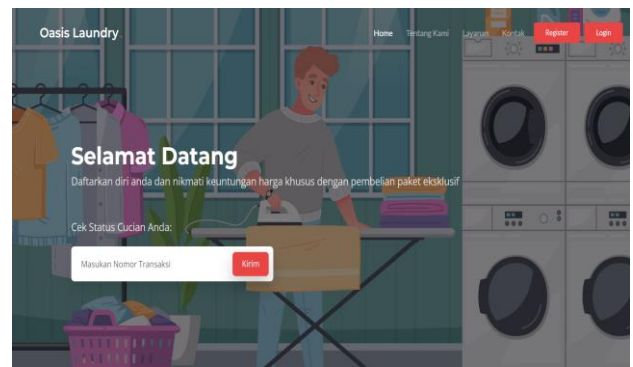 Oasis Laundry
Home Tentang Kami Layanan Kontak Register Login
Selamat Datang
Daftarkan diri anda dan nikmati keuntungan harga khusus dengan pembelian paket eksklusif
Cek Status Cucian Anda:
Masukan Nomor Transaksi Kirim